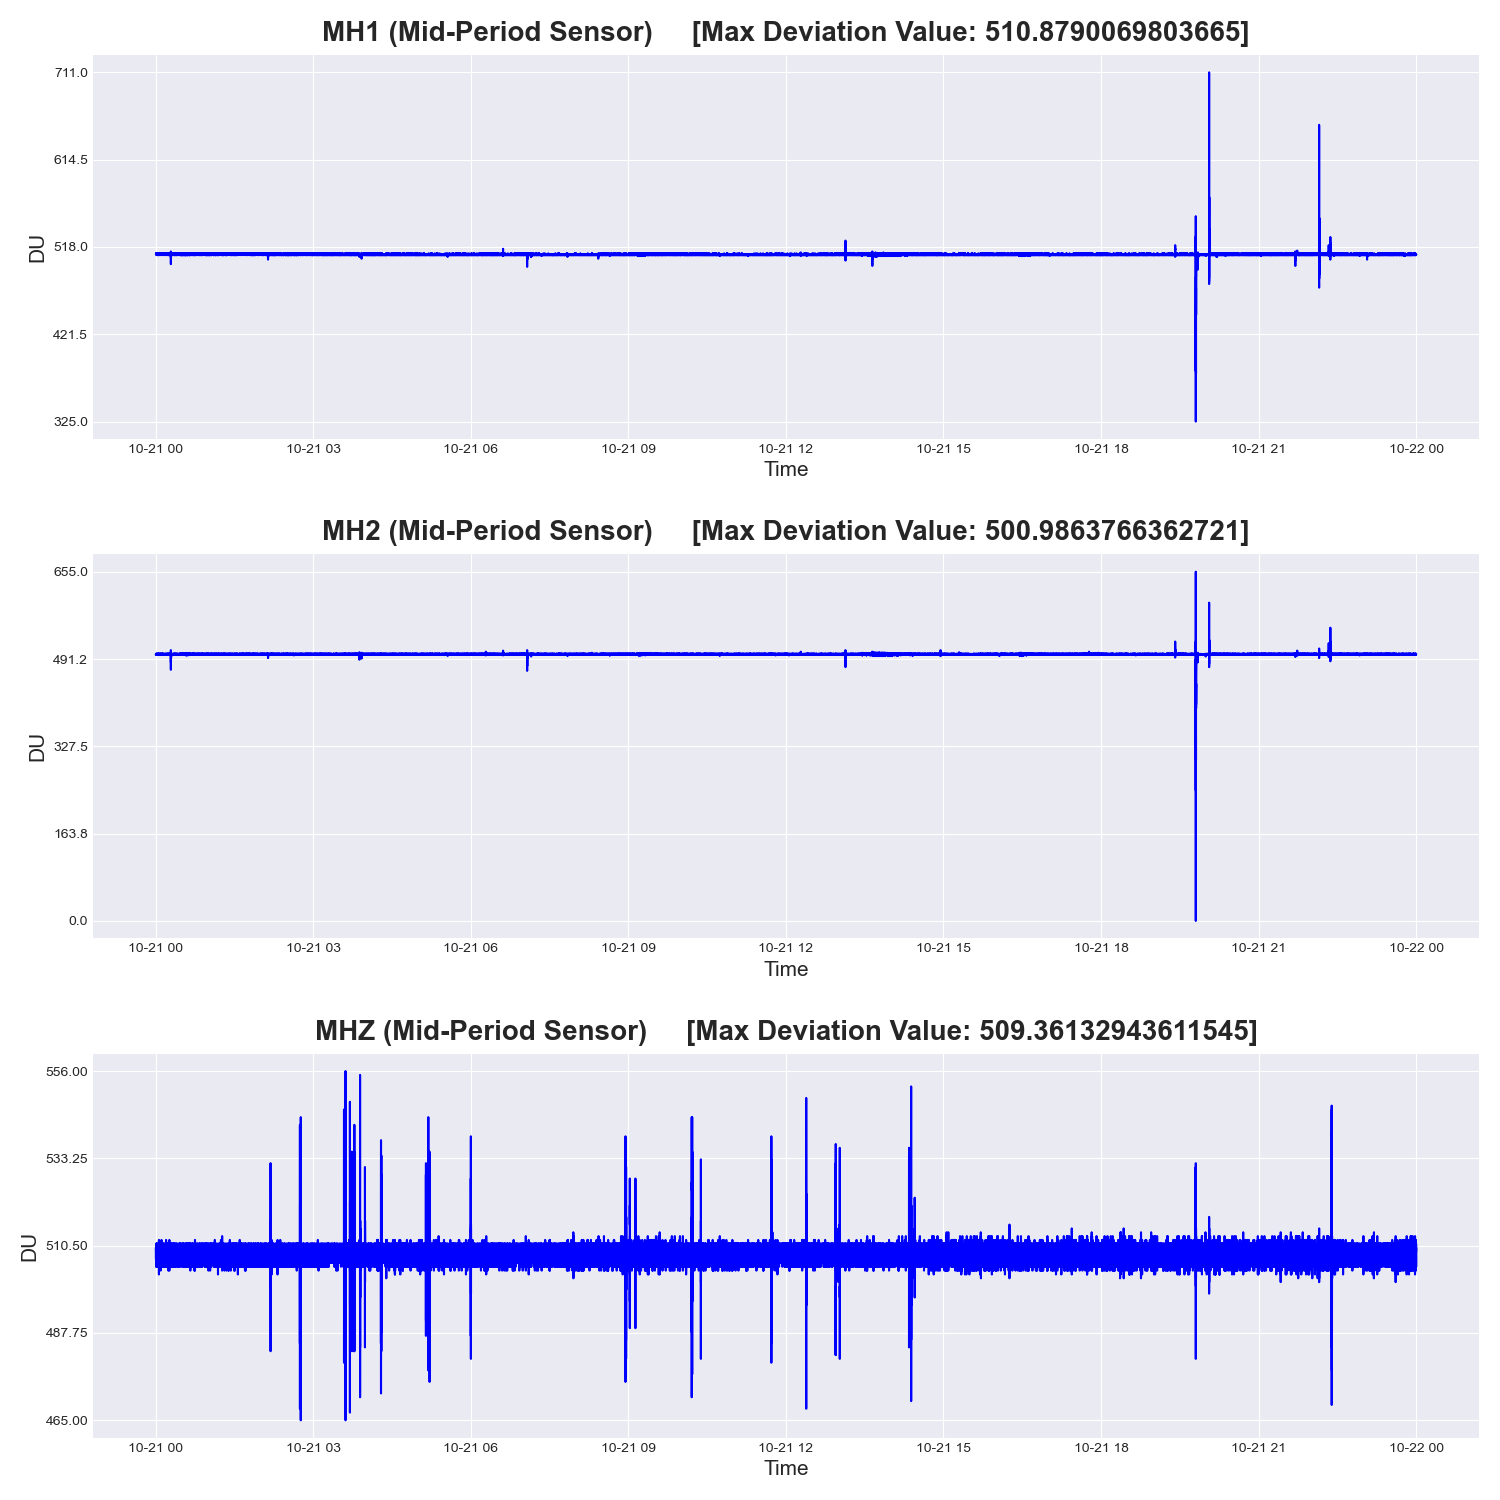 MH1 (Mid-Period Sensor) [Max Deviation Value: 510.8790069803665]
711.0
614.5
518.0
421.5
325.0
DU
10-21 00 10-21 03 10-21 06 10-21 09 10-21 12 10-21 15 10-21 18 10-21 21 10-22 00
Time
MH2 (Mid-Period Sensor) [Max Deviation Value: 500.9863766362721]
655.0
491.2
327.5
163.8
0.0
DU
10-21 00 10-21 03 10-21 06 10-21 09 10-21 12 10-21 15 10-21 18 10-21 21 10-22 00
Time
MHZ (Mid-Period Sensor) [Max Deviation Value: 509.36132943611545]
556.00
533.25
510.50
487.75
465.00
DU
10-21 00 10-21 03 10-21 06 10-21 09 10-21 12 10-21 15 10-21 18 10-21 21 10-22 00
Time